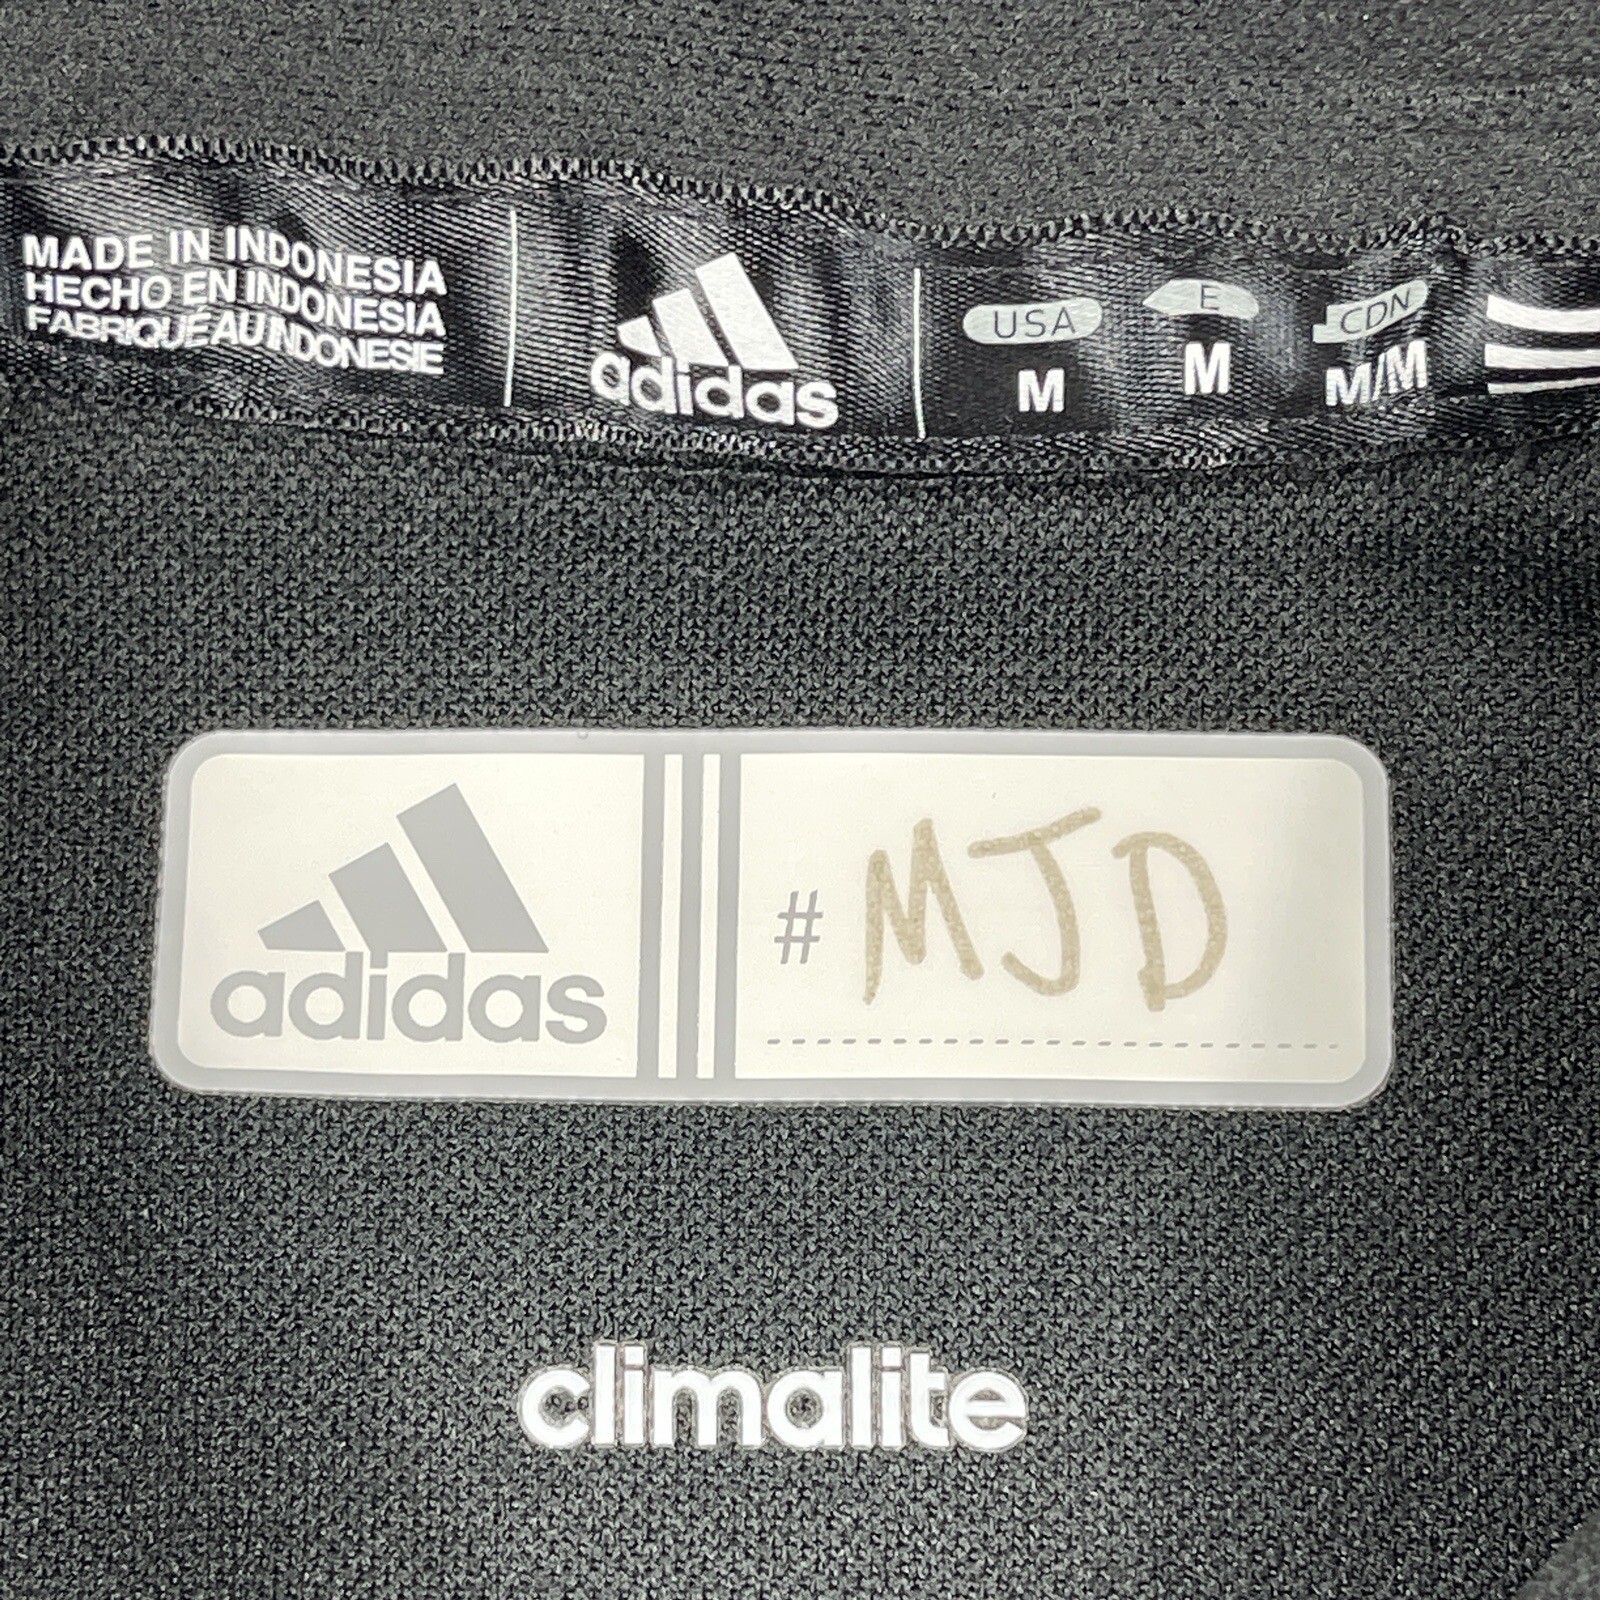 MADE IN INDONESIA
HECHO EN INDONESIA
FABRIQUÉ AU INDONESIE
adidas
USA E CDN
M M M/M
adidas
# MJD
climalite